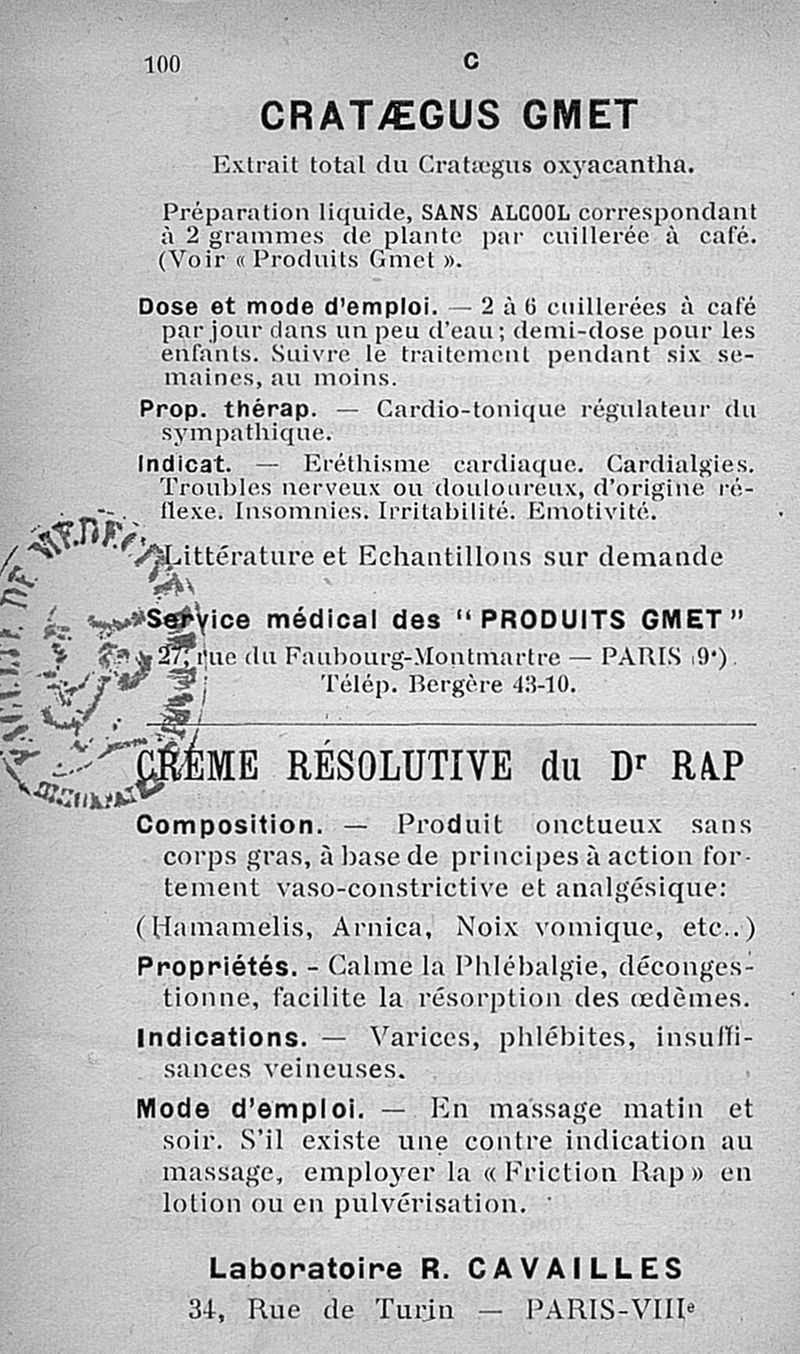 100
C
CRATÆGUS GMET
Extrait total du Cratægus oxyacantha.
Préparation liquide, SANS ALCOOL correspondant
à 2 grammes de plante par cuillerée à café.
(Voir « Produits Gmet ».
Dose et mode d'emploi. — 2 à 6 cuillerées à café
par jour dans un peu d'eau ; demi-dose pour les
enfants. Suivre le traitement pendant six se-
maines, au moins.
Prop. thérap. — Cardio-tonique régulateur du
sympathique.
Indicat. — Eréthisme cardiaque. Cardialgies.
Troubles nerveux ou douloureux, d'origine ré-
flexe. Insomnies. Irritabilité. Emotivité.
Littérature et Echantillons sur demande
Service médical des "PRODUITS GMET"
27, rue du Faubourg-Montmartre — PARIS (9e).
Télép. Bergère 43-10.
FACULTÉ DE MÉDECINE
CRÈME RÉSOLUTIVE du Dr RAP
Composition. — Produit onctueux sans
corps gras, à base de principes à action for-
tement vaso-constrictive et analgésique:
(Hamamelis, Arnica, Noix vomique, etc..)
Propriétés. - Calme la Phlébalgie, déconges-
tionne, facilite la résorption des œdèmes.
Indications. — Varices, phlébites, insuffi-
sances veineuses.
Mode d'emploi. — En massage matin et
soir. S'il existe une contre indication au
massage, employer la « Friction Rap » en
lotion ou en pulvérisation.
Laboratoire R. CAVAILLES
34, Rue de Turin — PARIS-VIIIe